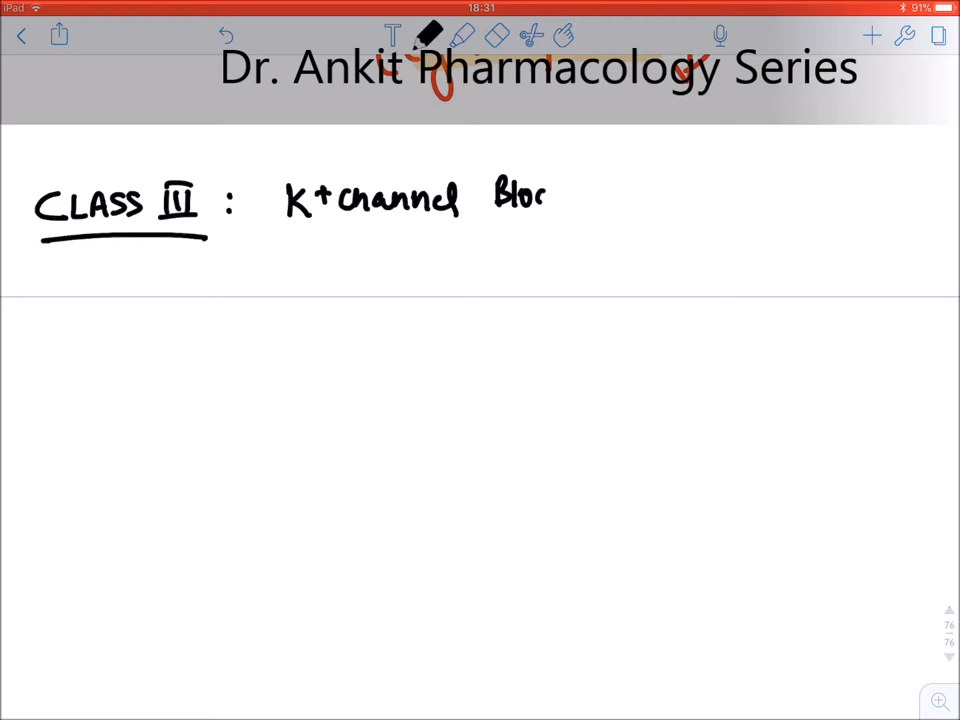 iPad 18:31 91%
T
Dr. Ankit Pharmacology Series
CLASS III : K+ channel Bloc
76
76